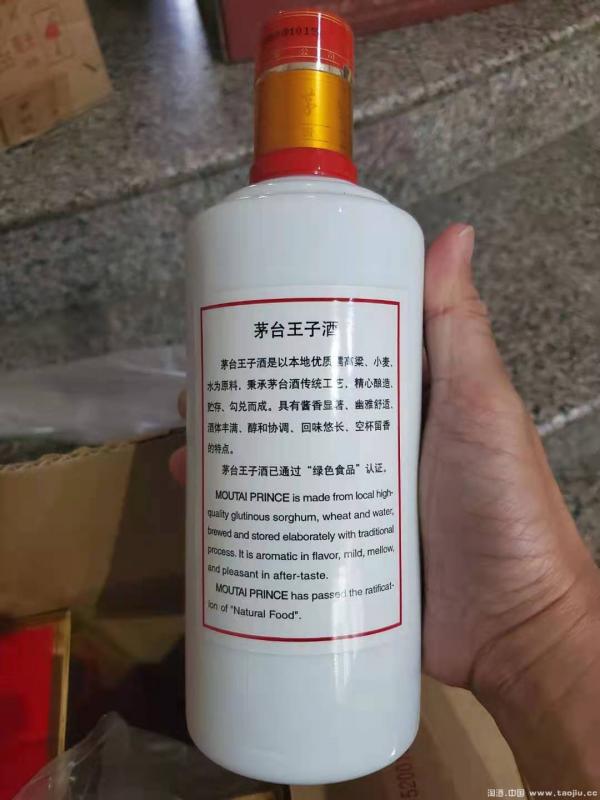 公司
茅台王子酒
茅台王子酒是以本地优质糯高粱、小麦、
水为原料，秉承茅台酒传统工艺，精心酿造、
贮存、勾兑而成。具有酱香显著、幽雅舒适、
酒体丰满、醇和协调、回味悠长、空杯留香
的特点。
茅台王子酒已通过“绿色食品”认证。
MOUTAI PRINCE is made from local high-
quality glutinous sorghum, wheat and water,
brewed and stored elaborately with traditional
process. It is aromatic in flavor, mild, mellow,
and pleasant in after-taste.
MOUTAI PRINCE has passed the ratificat-
ion of "Natural Food".
5200
淘酒.中国 www.taojiu.cc